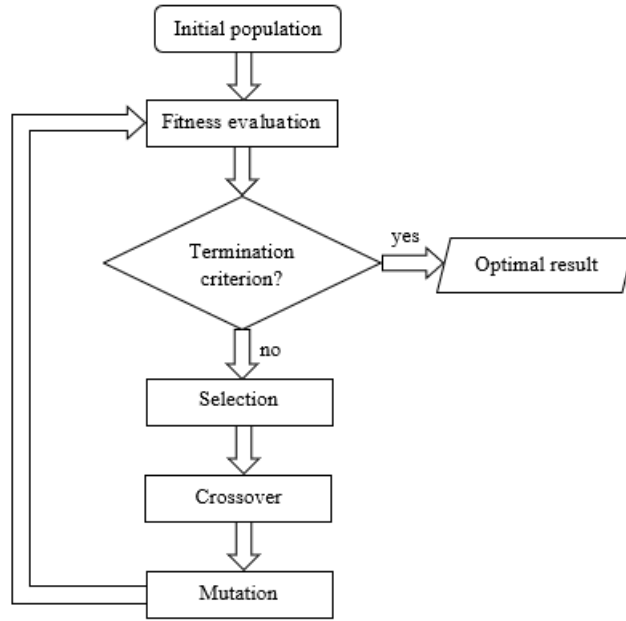 Initial population
Fitness evaluation
Termination
criterion?
yes
Optimal result
no
Selection
Crossover
Mutation